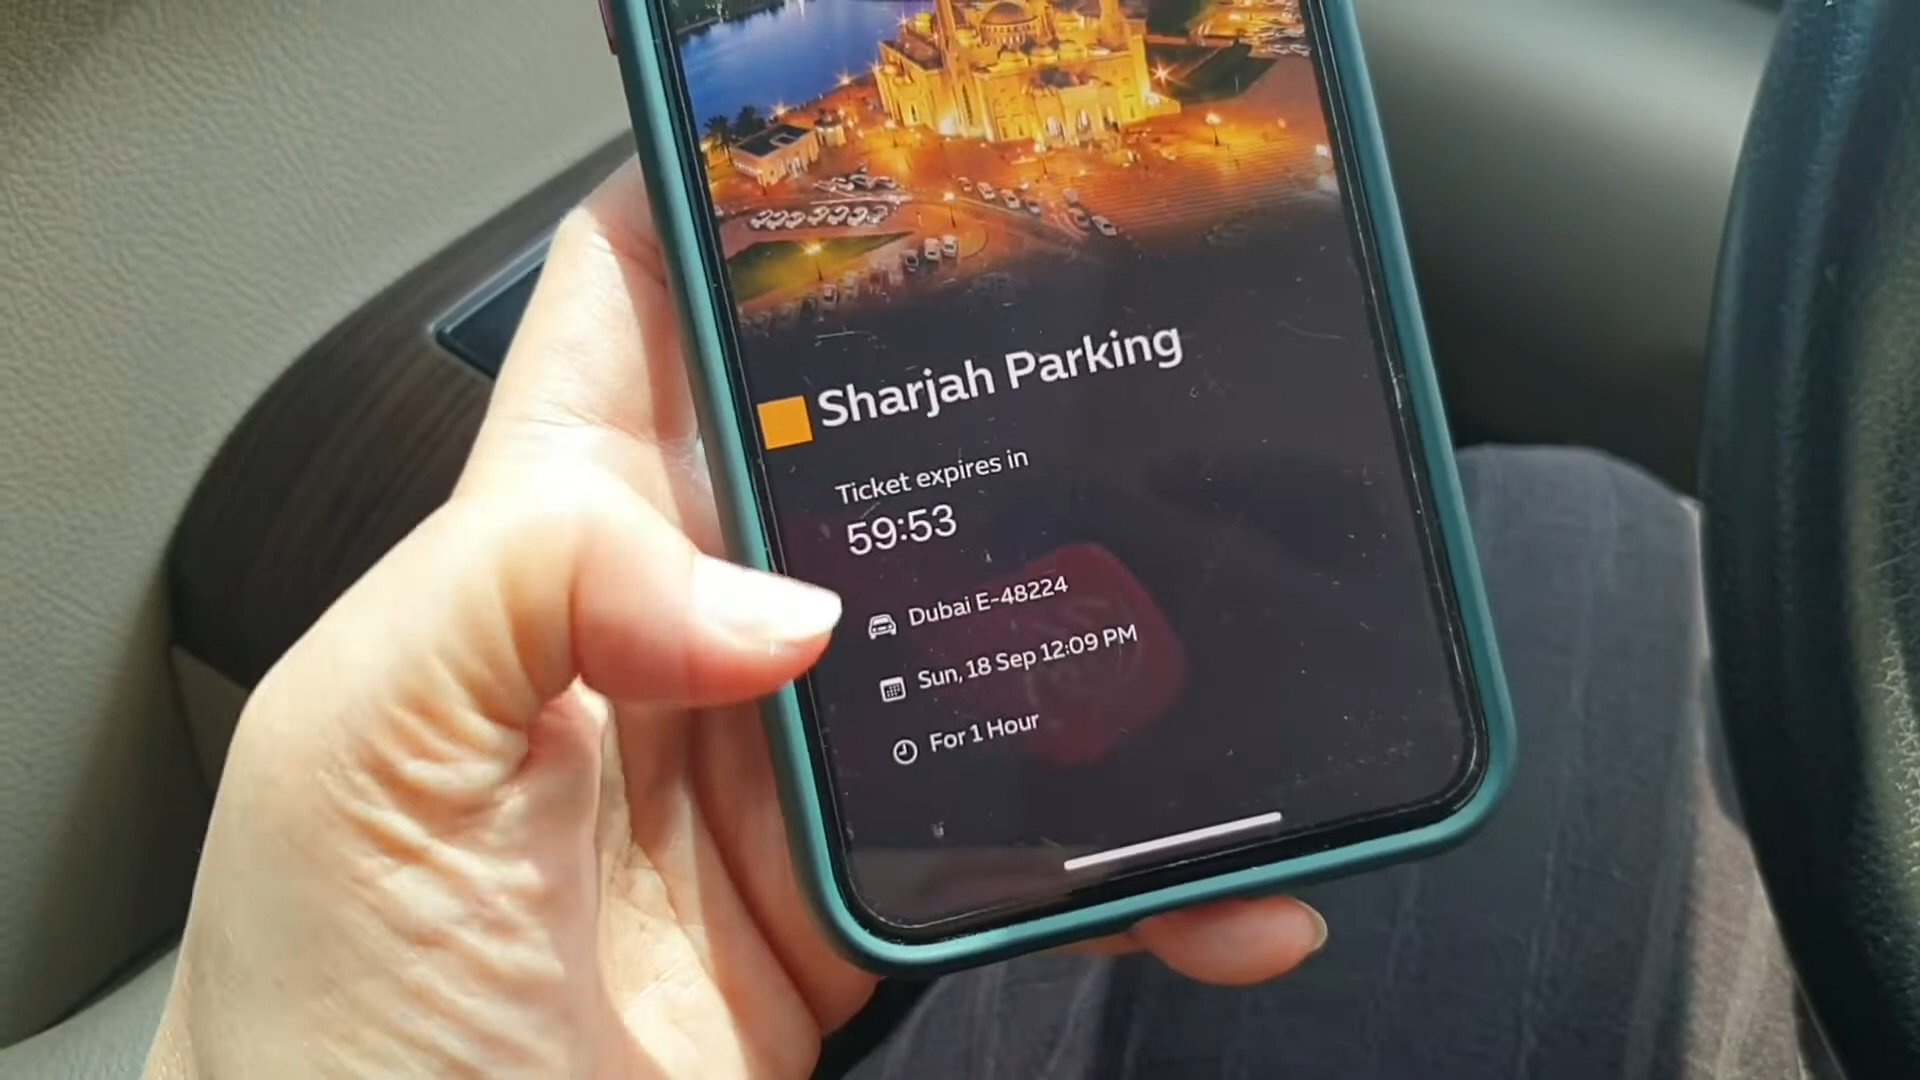 Sharjah Parking
Ticket expires in
59:53
Dubai E-48224
Sun, 18 Sep 12:09 PM
For 1 Hour